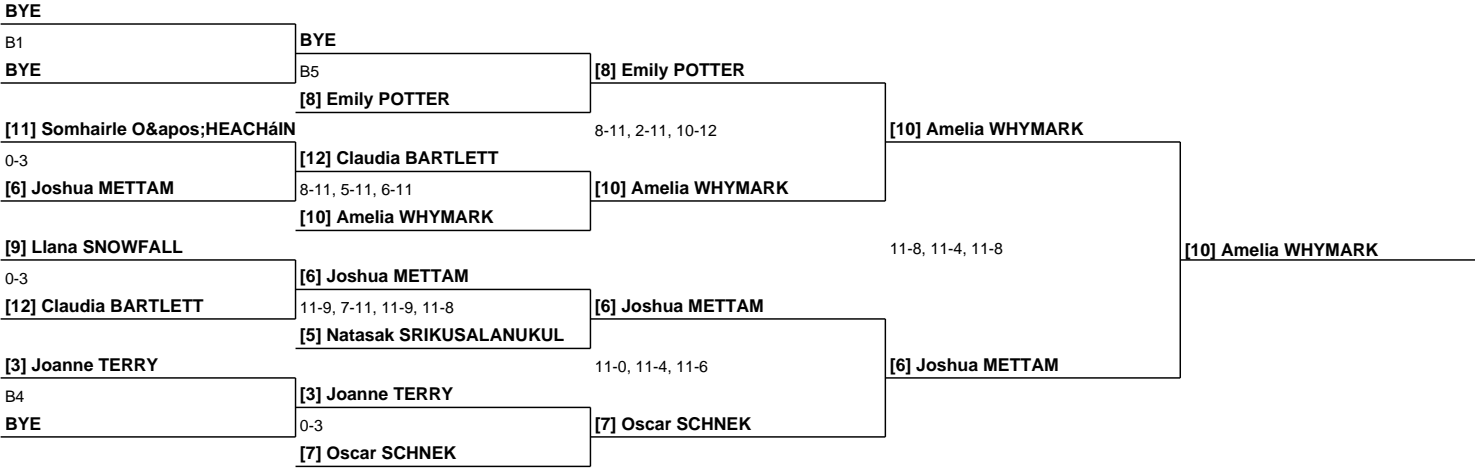 BYE
B1
BYE
BYE
B5
[8] Emily POTTER
[8] Emily POTTER
[11] Somhairle O&apos;HEACHáIN
8-11, 2-11, 10-12
[10] Amelia WHYMARK
0-3
[12] Claudia BARTLETT
[6] Joshua METTAM
8-11, 5-11, 6-11
[10] Amelia WHYMARK
[10] Amelia WHYMARK
[9] Llana SNOWFALL
11-8, 11-4, 11-8
[10] Amelia WHYMARK
0-3
[6] Joshua METTAM
[12] Claudia BARTLETT
11-9, 7-11, 11-9, 11-8
[6] Joshua METTAM
[5] Natasak SRIKUSALANUKUL
[3] Joanne TERRY
11-0, 11-4, 11-6
[6] Joshua METTAM
B4
[3] Joanne TERRY
BYE
0-3
[7] Oscar SCHNEK
[7] Oscar SCHNEK